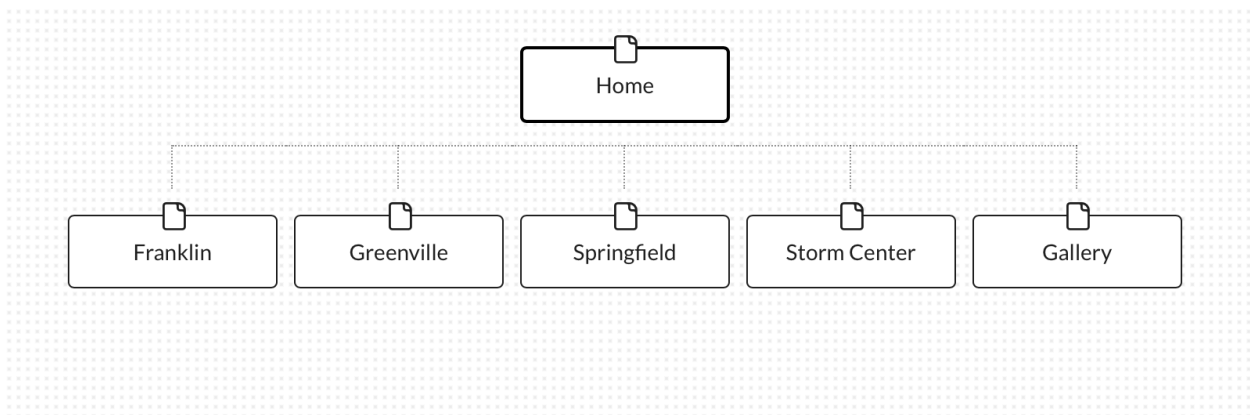 Home
Franklin
Greenville
Springfield
Storm Center
Gallery